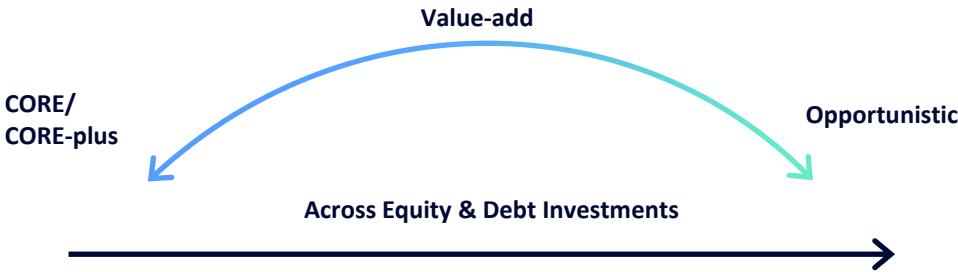 Value-add
CORE/
CORE-plus
Opportunistic
Across Equity & Debt Investments